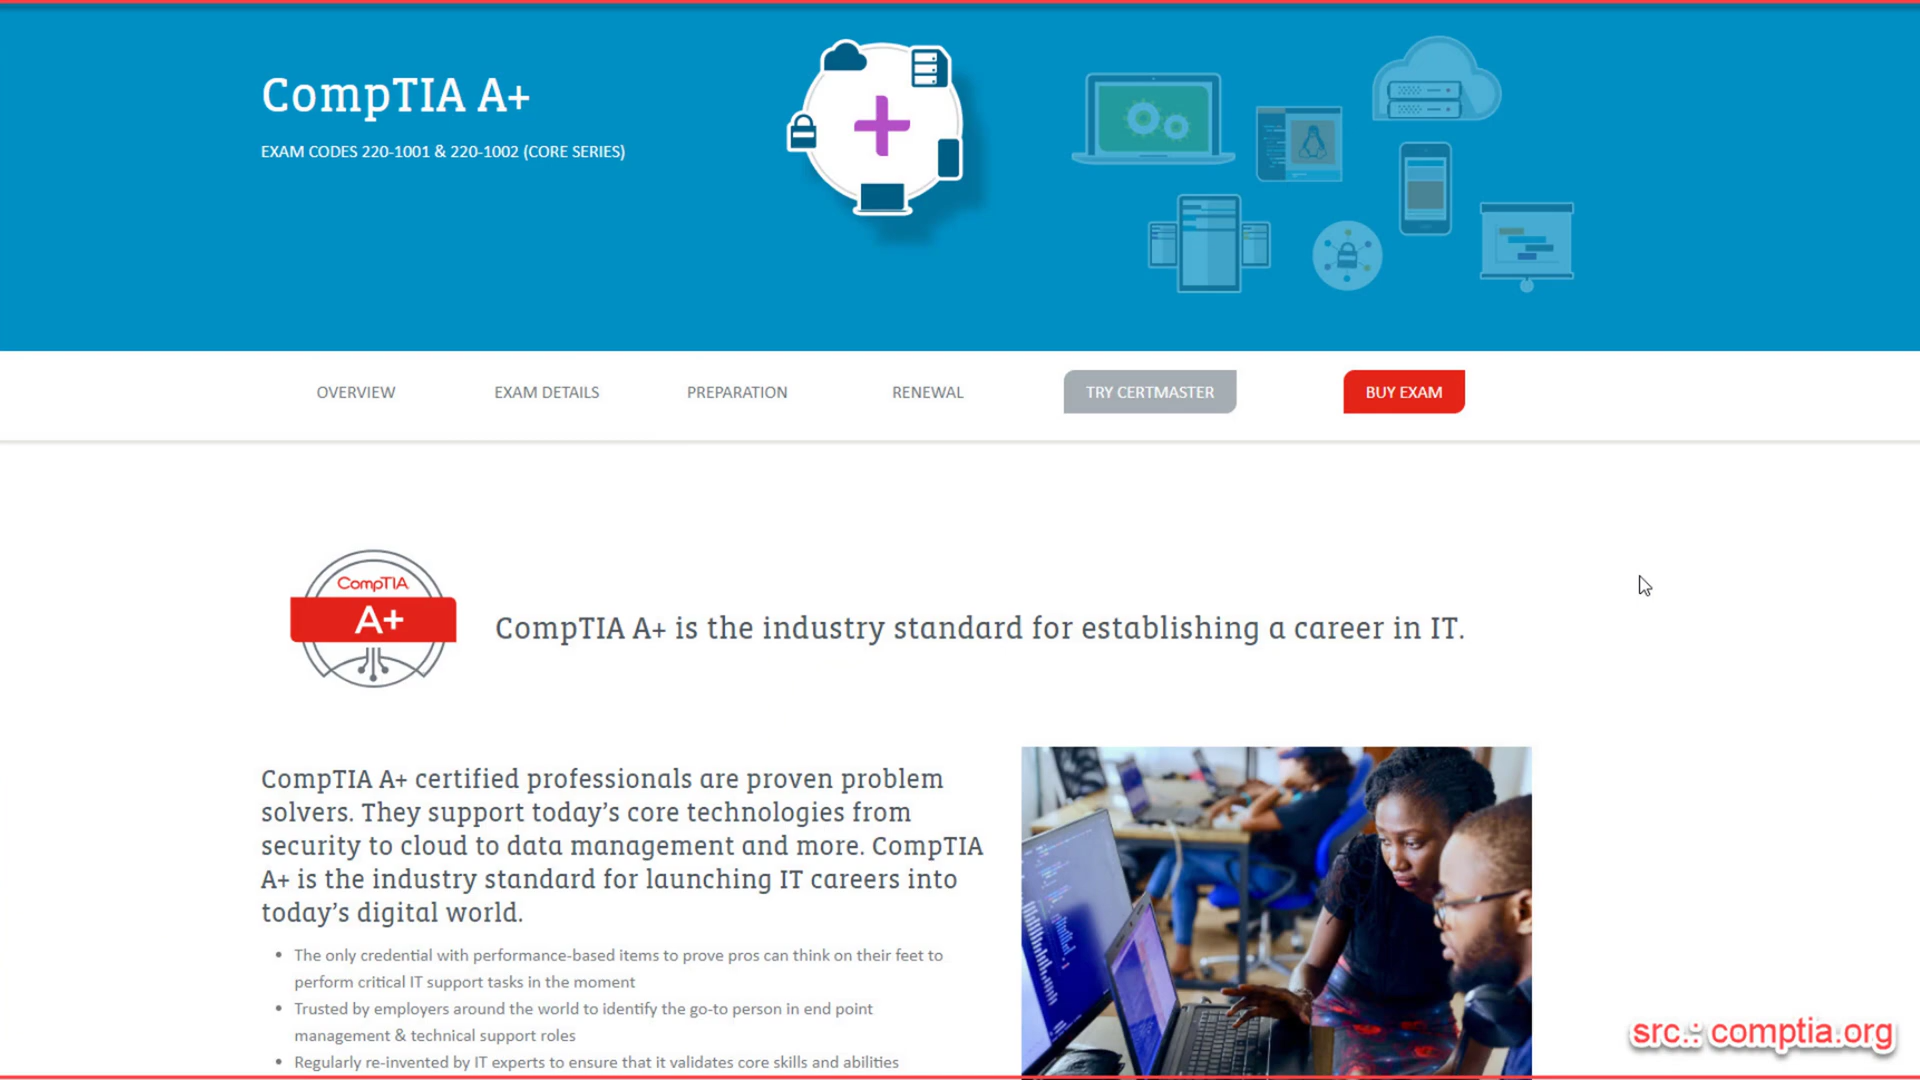 CompTIA A+
EXAM CODES 220-1001 & 220-1002 (CORE SERIES)
OVERVIEW
EXAM DETAILS
PREPARATION
RENEWAL
TRY CERTMASTER
BUY EXAM
CompTIA
A+
CompTIA A+ is the industry standard for establishing a career in IT.
CompTIA A+ certified professionals are proven problem
solvers. They support today’s core technologies from
security to cloud to data management and more. CompTIA
A+ is the industry standard for launching IT careers into
today’s digital world.
• The only credential with performance-based items to prove pros can think on their feet to
perform critical IT support tasks in the moment
• Trusted by employers around the world to identify the go-to person in end point
management & technical support roles
• Regularly re-invented by IT experts to ensure that it validates core skills and abilities
src.: comptia.org